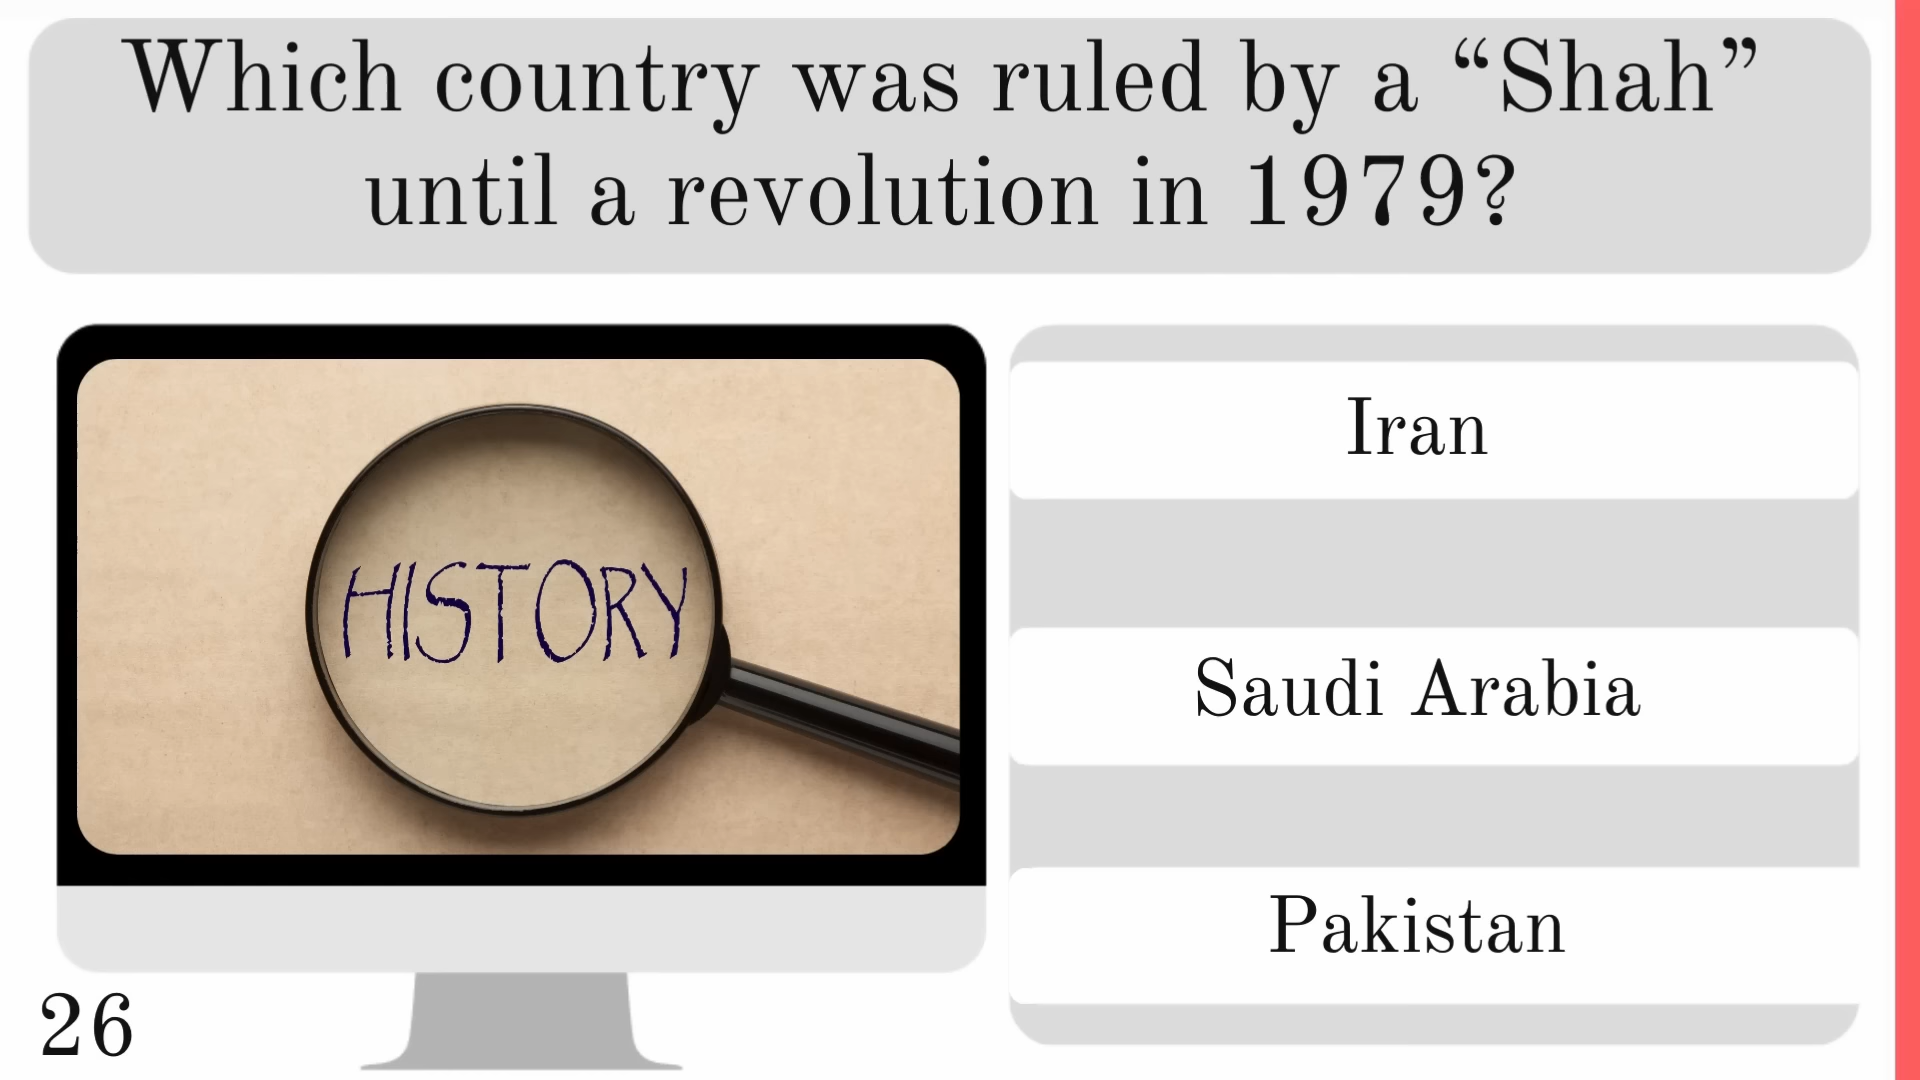 Which country was ruled by a “Shah”
until a revolution in 1979?
HISTORY
Iran
Saudi Arabia
Pakistan
26